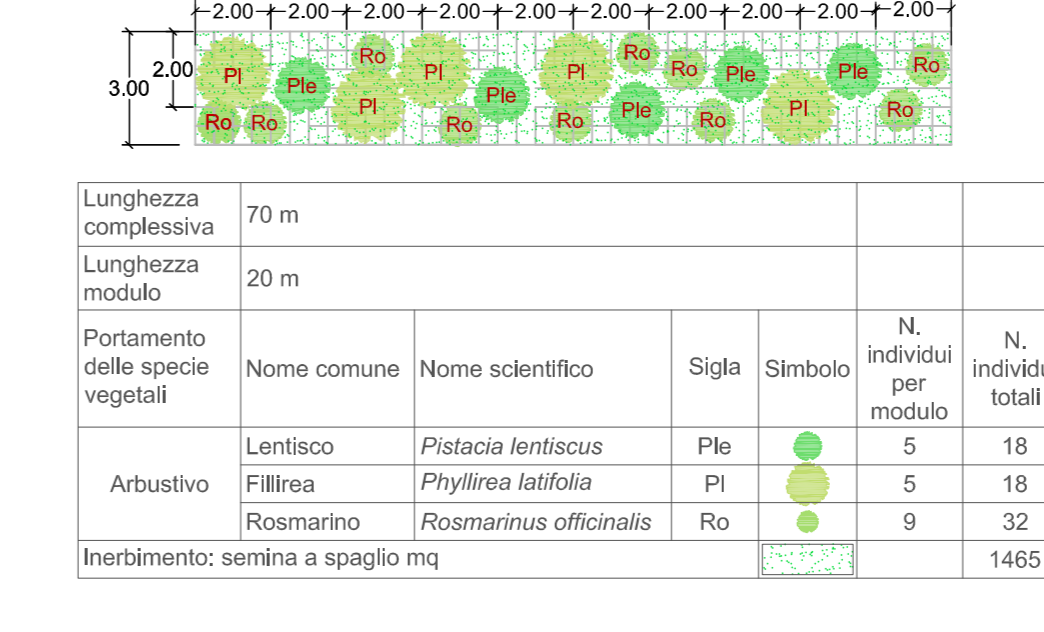 2.00 2.00 2.00 2.00 2.00 2.00 2.00 2.00 2.00 2.00
3.00 2.00
Pl Ple Ro Pl Pl Ple Pl Ro Ro Ple Ple Ro
Ro Ro Pl Ro Ro Ple Ro Pl Ro
Lunghezza
complessiva
70 m
Lunghezza
modulo
20 m
Portamento
delle specie
vegetali
Nome comune
Nome scientifico
Sigla
Simbolo
N.
individui
per
modulo
N.
individu
totali
Arbustivo
Lentisco Pistacia lentiscus Ple 5 18
Fillirea Phyllirea latifolia Pl 5 18
Rosmarino Rosmarinus officinalis Ro 9 32
Inerbimento: semina a spaglio mq 1465